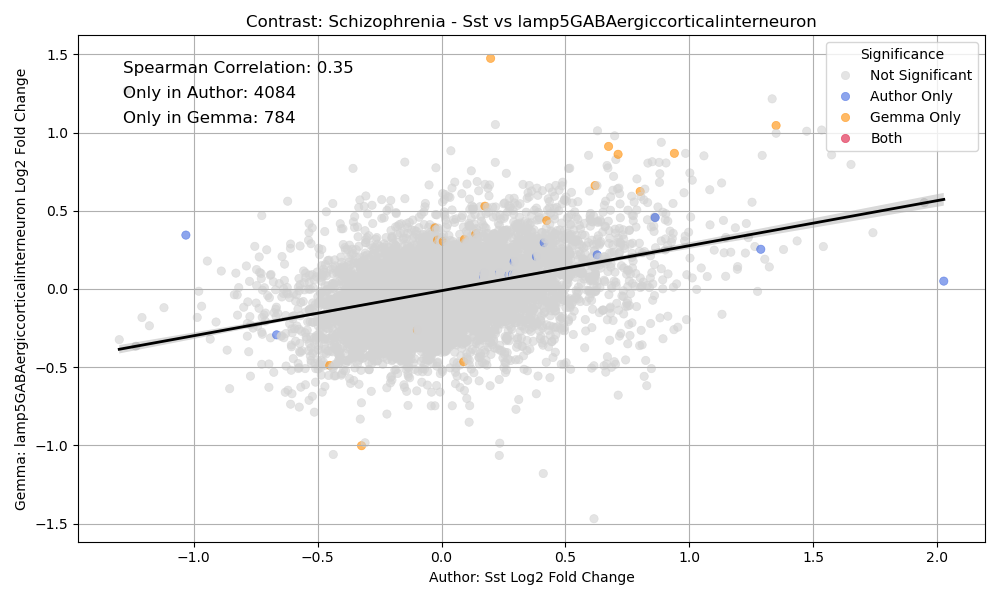 Contrast: Schizophrenia - Sst vs lamp5GABAergiccorticalinterneuron
Spearman Correlation: 0.35
Only in Author: 4084
Only in Gemma: 784
Significance
Not Significant
Author Only
Gemma Only
Both
Gemma: lamp5GABAergiccorticalinterneuron Log2 Fold Change
1.5
1.0
0.5
0.0
−0.5
−1.0
−1.5
−1.0 −0.5 0.0 0.5 1.0 1.5 2.0
Author: Sst Log2 Fold Change